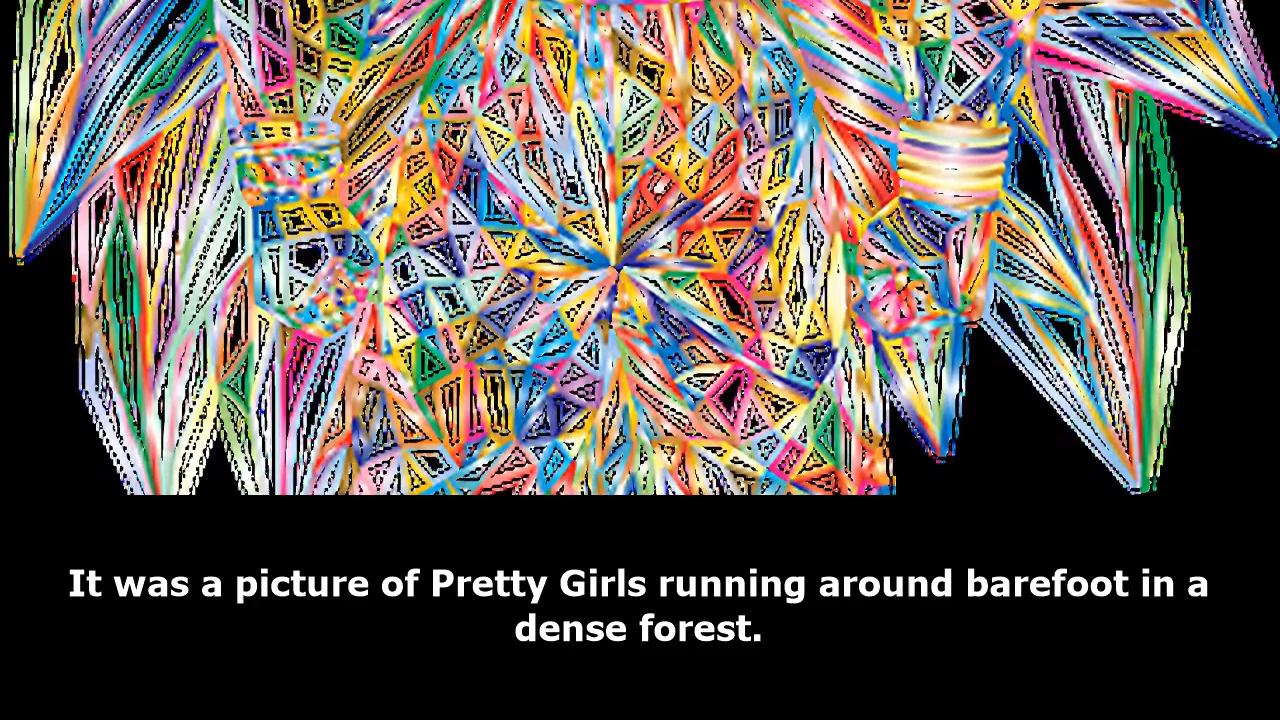 It was a picture of Pretty Girls running around barefoot in a
dense forest.